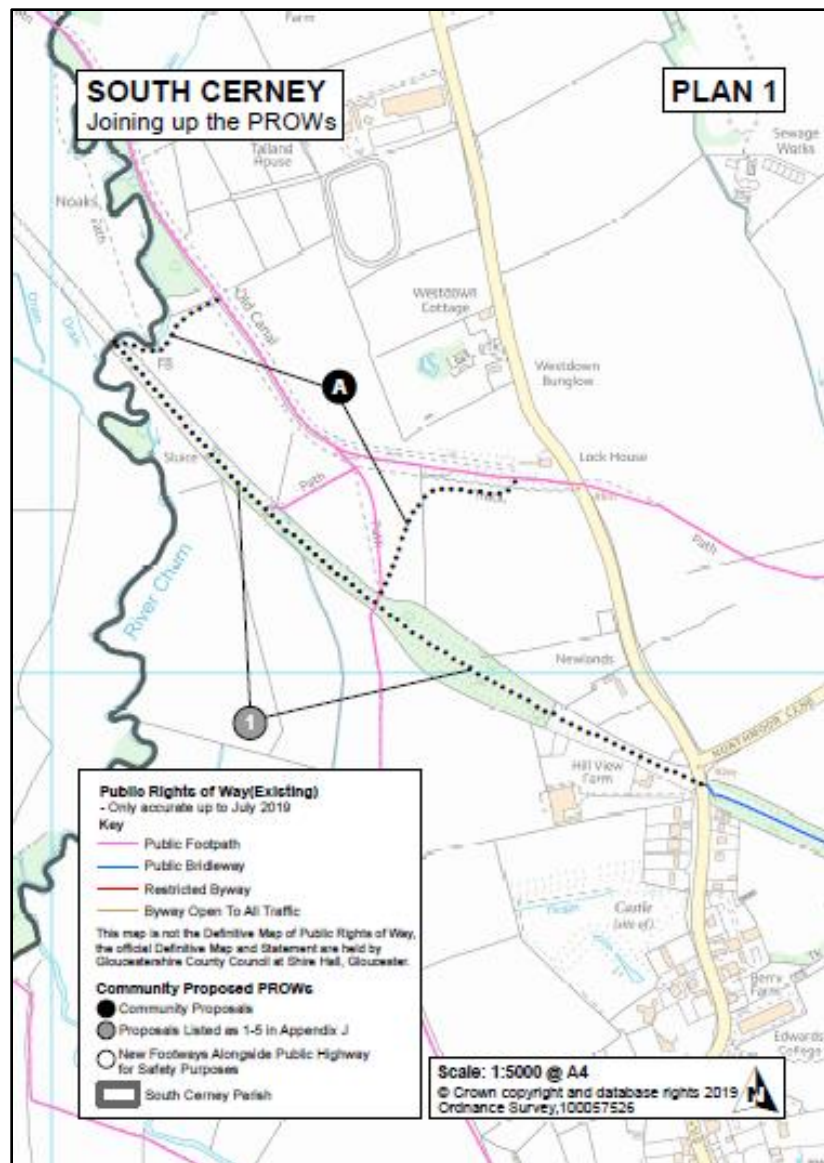 Farm
SOUTH CERNEY
Joining up the PROWs
PLAN 1
Talland
House
Sewage
Works
Noaks
Path
Old Canal
Westdown
Cottage
Drain
Drain
FB
A
Westdown
Bunglow
Sluice
Lock House
Path
Path
Path
River Churn
Newlands
1
NORTHMOOR LANE
Hill View
Farm
Public Rights of Way(Existing)
- Only accurate up to July 2019
Key
Public Footpath
Public Bridleway
Restricted Byway
Byway Open To All Traffic
This map is not the Definitive Map of Public Rights of Way,
the official Definitive Map and Statement are held by
Gloucestershire County Council at Shire Hall, Gloucester.
Community Proposed PROWs
Community Proposals
Proposals Listed as 1-5 in Appendix J
New Footways Alongside Public Highway
for Safety Purposes
South Cerney Parish
Castle
(site of)
Berry
Farm
Edwards
College
Scale: 1:5000 @ A4
© Crown copyright and database rights 2019
Ordnance Survey,100057526
N